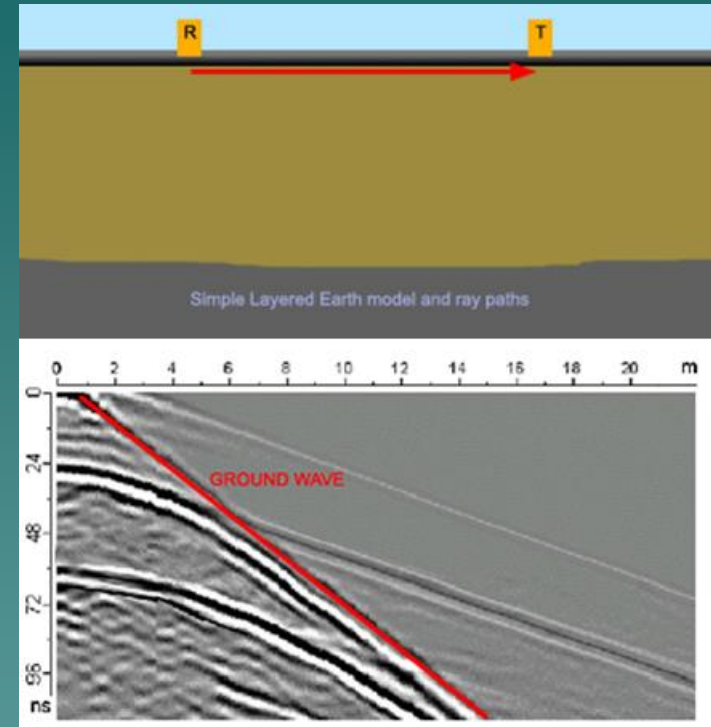 R T
Simple Layered Earth model and ray paths
0 2 4 6 8 10 12 14 16 18 20 m
0
24
GROUND WAVE
48
72
96
ns